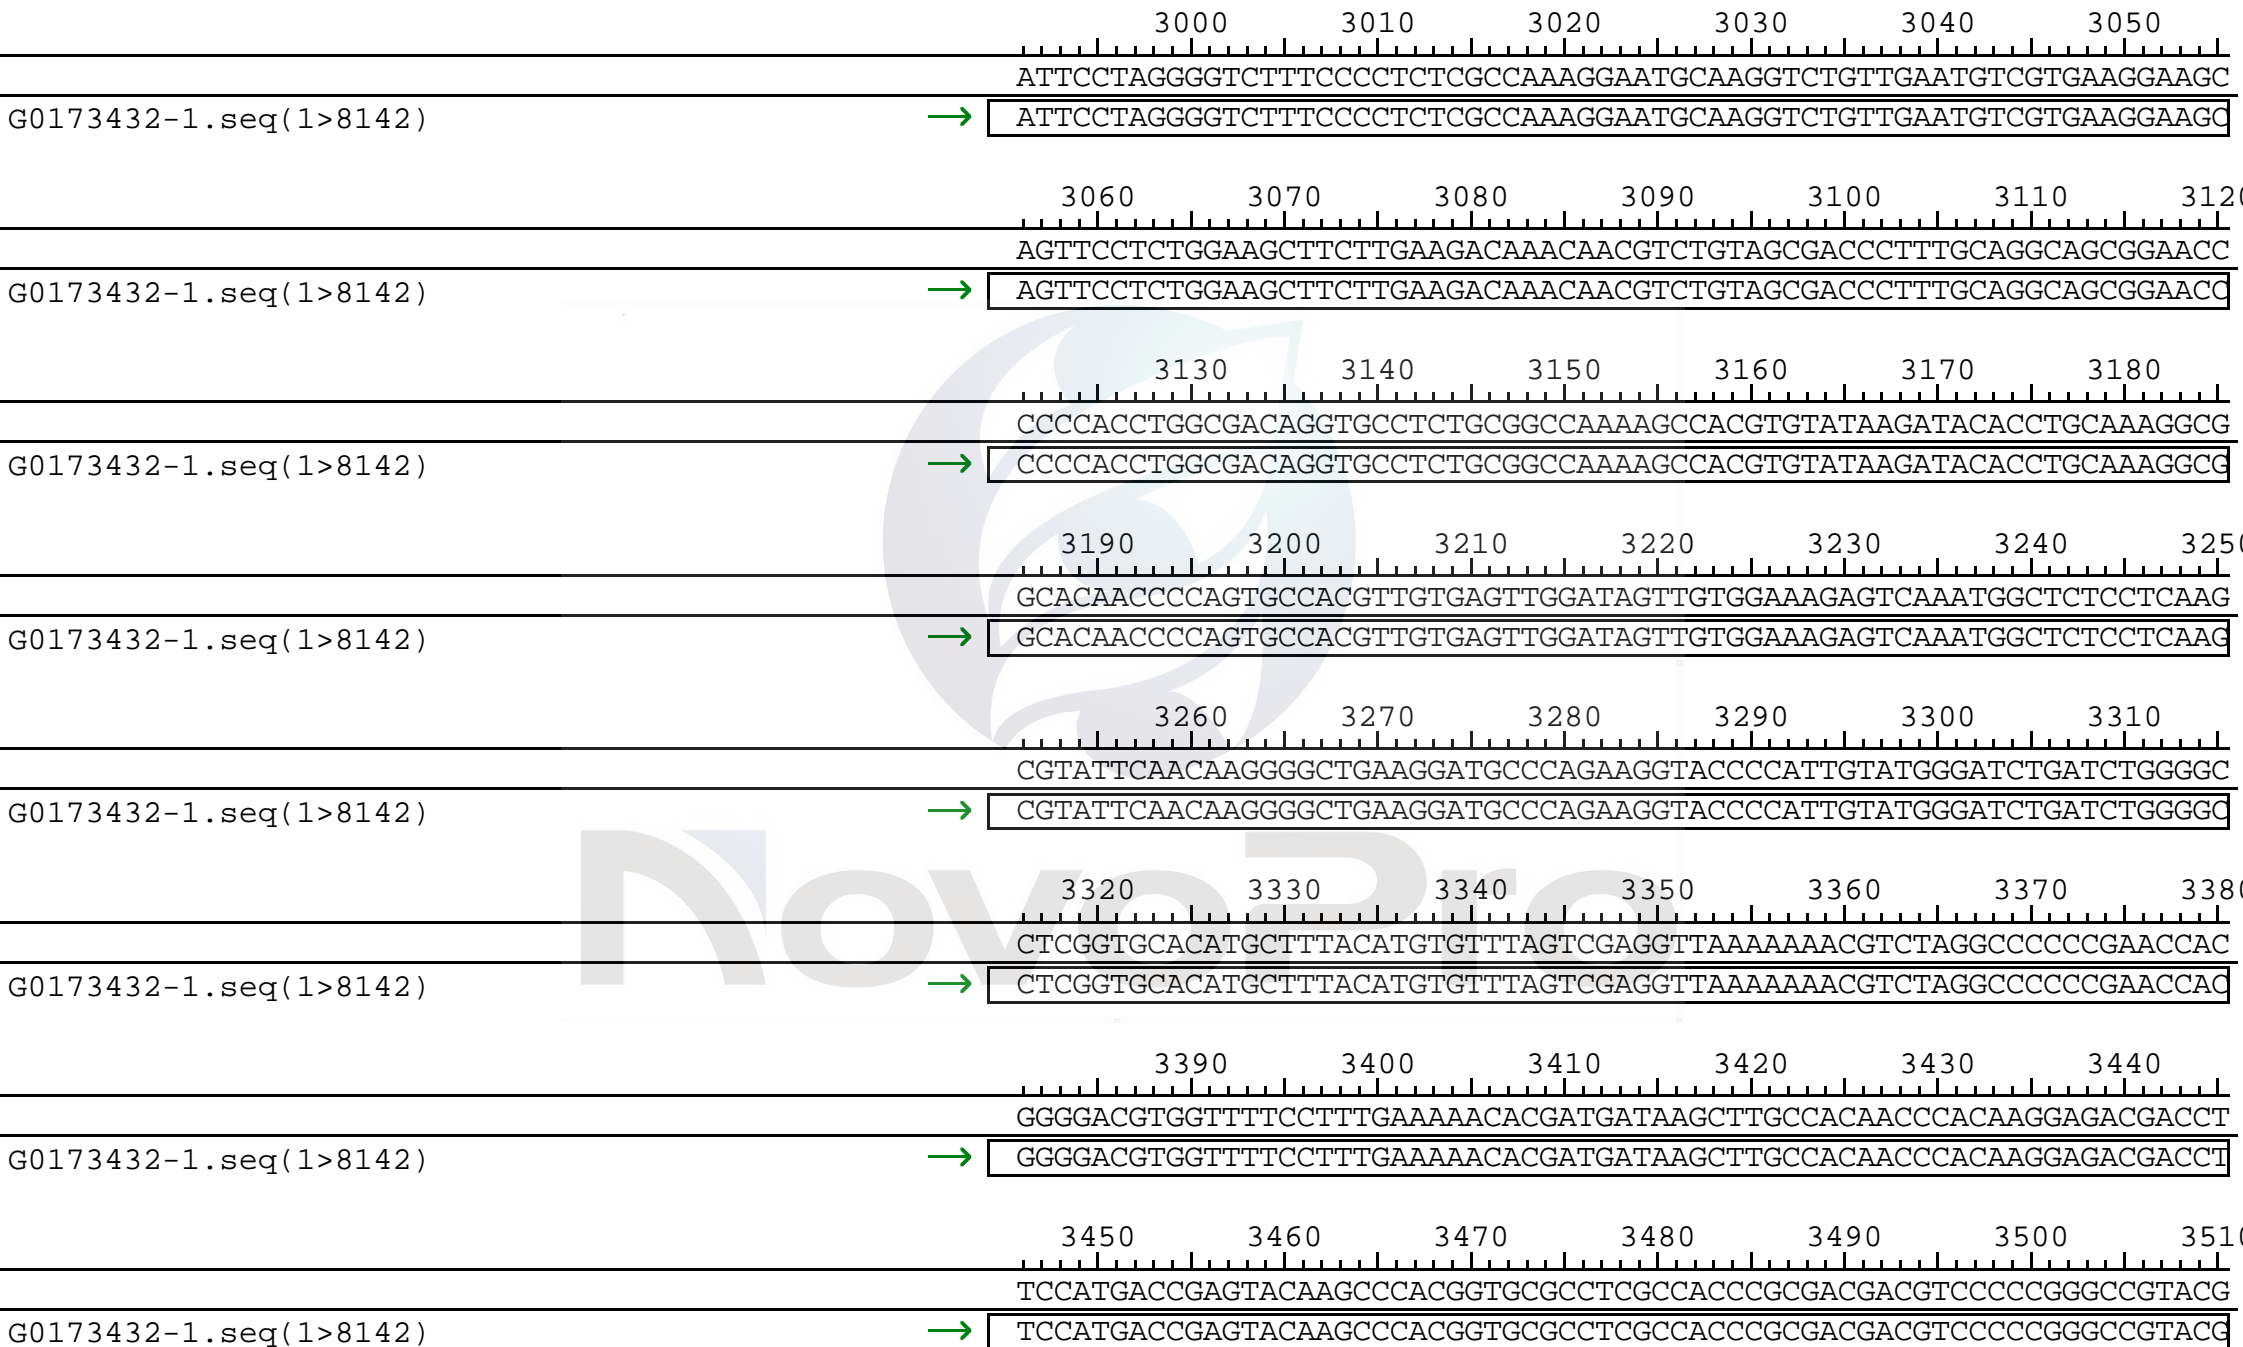 3000 3010 3020 3030 3040 3050
ATTCCTAGGGGTCTTTCCCCTCTCGCCAAAGGAATGCAAGGTCTGTTGAATGTCGTGAAGGAAGC
G0173432-1.seq(1>8142) → ATTCCTAGGGGTCTTTCCCCTCTCGCCAAAGGAATGCAAGGTCTGTTGAATGTCGTGAAGGAAGC
3060 3070 3080 3090 3100 3110 3120
AGTTCCTCTGGAAGCTTCTTGAAGACAAACAACGTCTGTAGCGACCCTTTGCAGGCAGCGGAACC
G0173432-1.seq(1>8142) → AGTTCCTCTGGAAGCTTCTTGAAGACAAACAACGTCTGTAGCGACCCTTTGCAGGCAGCGGAACC
3130 3140 3150 3160 3170 3180
CCCCACCTGGCGACAGGTGCCTCTGCGGCCAAAAGCCACGTGTATAAGATACACCTGCAAAGGCG
G0173432-1.seq(1>8142) → CCCCACCTGGCGACAGGTGCCTCTGCGGCCAAAAGCCACGTGTATAAGATACACCTGCAAAGGCG
3190 3200 3210 3220 3230 3240 3250
GCACAACCCCAGTGCCACGTTGTGAGTTGGATAGTTGTGGAAAGAGTCAAATGGCTCTCCTCAAG
G0173432-1.seq(1>8142) → GCACAACCCCAGTGCCACGTTGTGAGTTGGATAGTTGTGGAAAGAGTCAAATGGCTCTCCTCAAG
3260 3270 3280 3290 3300 3310
CGTATTCAACAAGGGGCTGAAGGATGCCCAGAAGGTACCCCATTGTATGGGATCTGATCTGGGGC
G0173432-1.seq(1>8142) → CGTATTCAACAAGGGGCTGAAGGATGCCCAGAAGGTACCCCATTGTATGGGATCTGATCTGGGGC
NovoPro
3320 3330 3340 3350 3360 3370 3380
CTCGGTGCACATGCTTTACATGTGTTTAGTCGAGGTTAAAAAAACGTCTAGGCCCCCCGAACCAC
G0173432-1.seq(1>8142) → CTCGGTGCACATGCTTTACATGTGTTTAGTCGAGGTTAAAAAAACGTCTAGGCCCCCCGAACCAC
3390 3400 3410 3420 3430 3440
GGGGACGTGGTTTTCCTTTGAAAAACACGATGATAAGCTTGCCACAACCCACAAGGAGACGACCT
G0173432-1.seq(1>8142) → GGGGACGTGGTTTTCCTTTGAAAAACACGATGATAAGCTTGCCACAACCCACAAGGAGACGACCT
3450 3460 3470 3480 3490 3500 3510
TCCATGACCGAGTACAAGCCCACGGTGCGCCTCGCCACCCGCGACGACGTCCCCCGGGCCGTACG
G0173432-1.seq(1>8142) → TCCATGACCGAGTACAAGCCCACGGTGCGCCTCGCCACCCGCGACGACGTCCCCCGGGCCGTACG